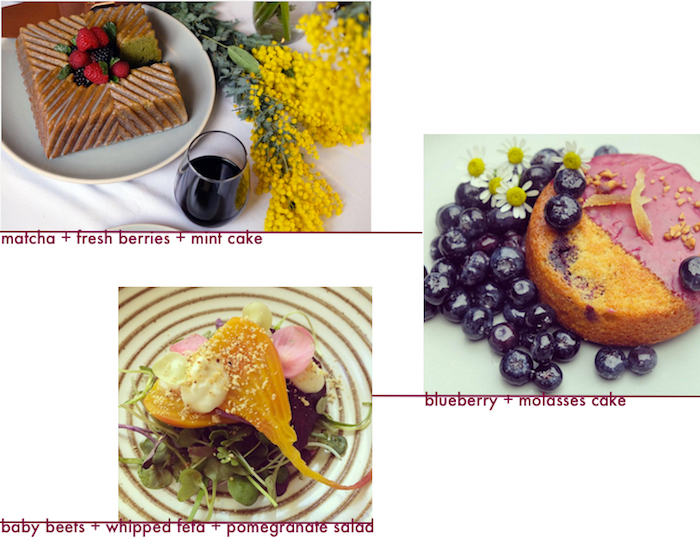 matcha + fresh berries + mint cake
blueberry + molasses cake
baby beets + whipped feta + pomegranate salad